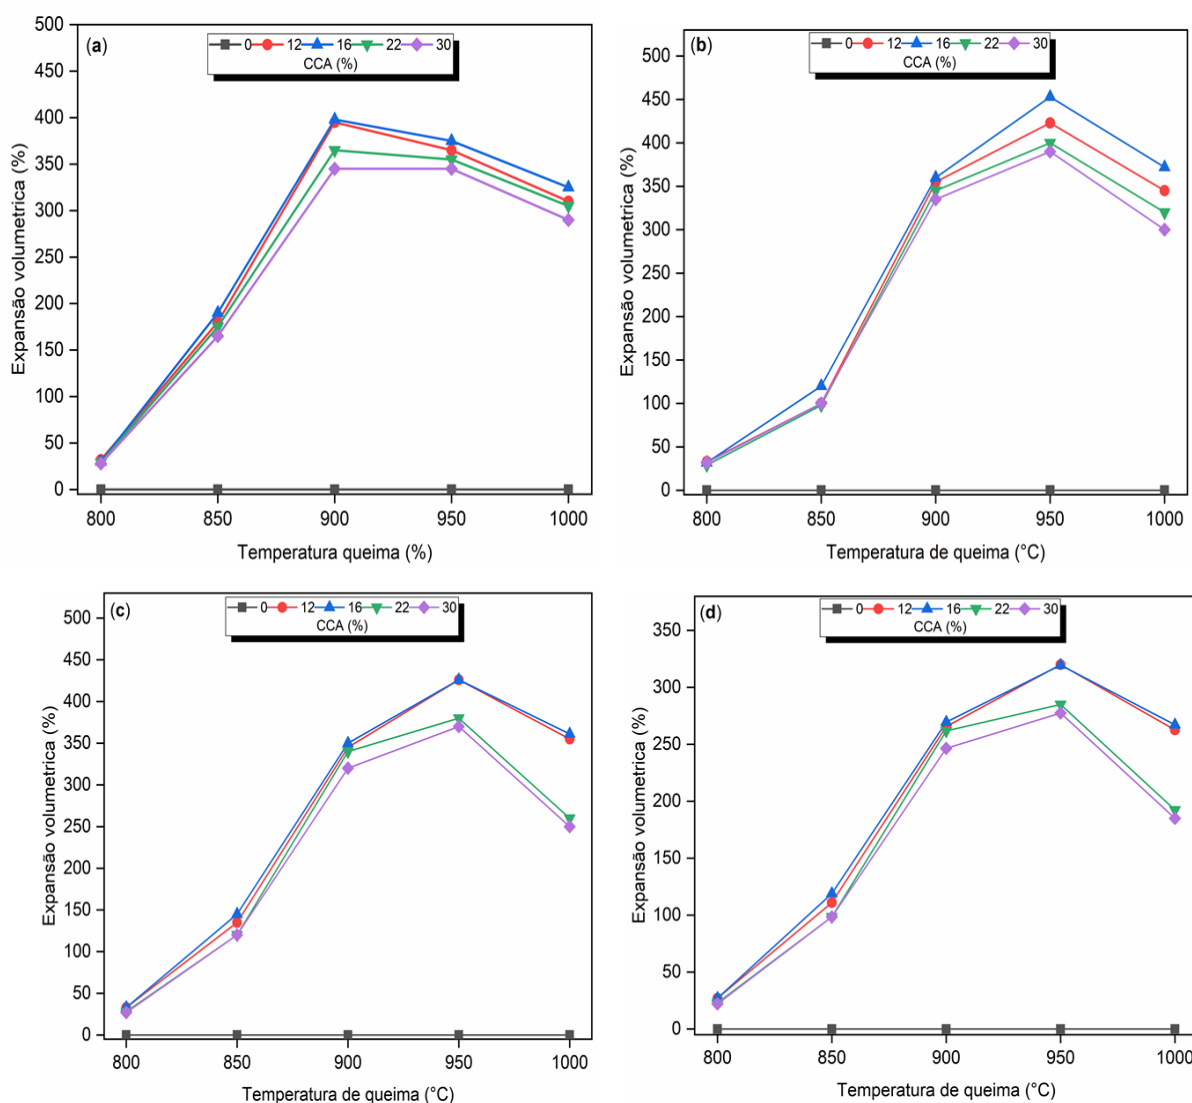 (a)
0 12 16 22 30
CCA (%)
500
450
400
350
300
250
200
150
100
50
0
Expansão volumetrica (%)
800 850 900 950 1000
Temperatura queima (%)
(b)
0 12 16 22 30
CCA (%)
500
450
400
350
300
250
200
150
100
50
0
Expansão volumetrica (%)
800 850 900 950 1000
Temperatura de queima (°C)
(c)
0 12 16 22 30
CCA (%)
500
450
400
350
300
250
200
150
100
50
0
Expansão volumetrica (%)
800 850 900 950 1000
Temperatura de queima (°C)
(d)
0 12 16 22 30
CCA (%)
350
300
250
200
150
100
50
0
Expansão volumetrica (%)
800 850 900 950 1000
Temperatura de queima (°C)